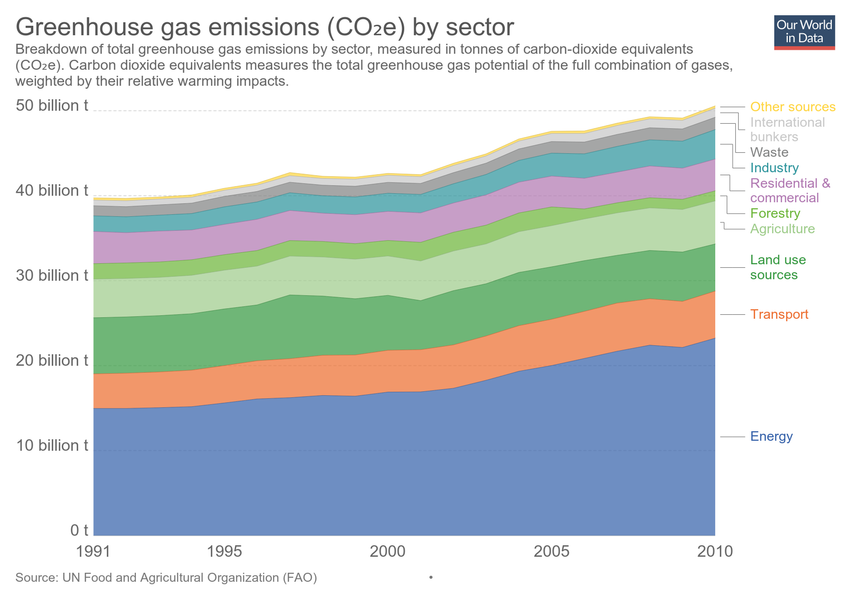 Greenhouse gas emissions (CO₂e) by sector
Our World
in Data
Breakdown of total greenhouse gas emissions by sector, measured in tonnes of carbon-dioxide equivalents
(CO₂e). Carbon dioxide equivalents measures the total greenhouse gas potential of the full combination of gases,
weighted by their relative warming impacts.
50 billion t
40 billion t
30 billion t
20 billion t
10 billion t
0 t
Other sources
International
bunkers
Waste
Industry
Residential &
commercial
Forestry
Agriculture
Land use
sources
Transport
Energy
1991
1995
2000
2005
2010
Source: UN Food and Agricultural Organization (FAO)
•